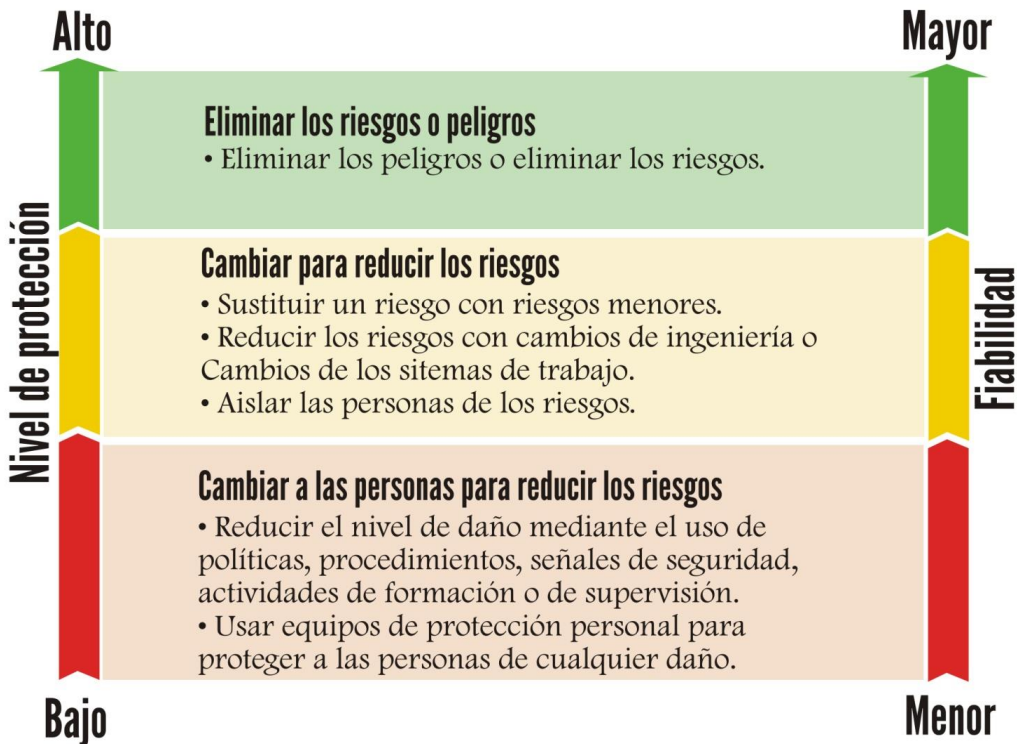 Alto
Mayor
Nivel de protección
Fiabilidad
Eliminar los riesgos o peligros
• Eliminar los peligros o eliminar los riesgos.
Cambiar para reducir los riesgos
• Sustituir un riesgo con riesgos menores.
• Reducir los riesgos con cambios de ingeniería o
Cambios de los sitemas de trabajo.
• Aislar las personas de los riesgos.
Cambiar a las personas para reducir los riesgos
• Reducir el nivel de daño mediante el uso de
políticas, procedimientos, señales de seguridad,
actividades de formación o de supervisión.
• Usar equipos de protección personal para
proteger a las personas de cualquier daño.
Bajo
Menor